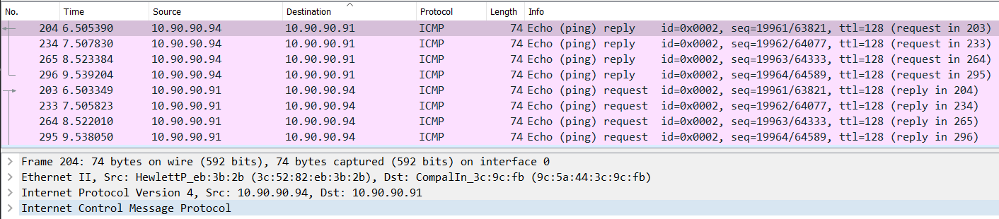 No. Time Source Destination Protocol Length Info
204 6.505390 10.90.90.94 10.90.90.91 ICMP 74 Echo (ping) reply id=0x0002, seq=19961/63821, ttl=128 (request in 203)
234 7.507830 10.90.90.94 10.90.90.91 ICMP 74 Echo (ping) reply id=0x0002, seq=19962/64077, ttl=128 (request in 233)
265 8.523384 10.90.90.94 10.90.90.91 ICMP 74 Echo (ping) reply id=0x0002, seq=19963/64333, ttl=128 (request in 264)
296 9.539204 10.90.90.94 10.90.90.91 ICMP 74 Echo (ping) reply id=0x0002, seq=19964/64589, ttl=128 (request in 295)
203 6.503349 10.90.90.91 10.90.90.94 ICMP 74 Echo (ping) request id=0x0002, seq=19961/63821, ttl=128 (reply in 204)
233 7.505823 10.90.90.91 10.90.90.94 ICMP 74 Echo (ping) request id=0x0002, seq=19962/64077, ttl=128 (reply in 234)
264 8.522010 10.90.90.91 10.90.90.94 ICMP 74 Echo (ping) request id=0x0002, seq=19963/64333, ttl=128 (reply in 265)
295 9.538050 10.90.90.91 10.90.90.94 ICMP 74 Echo (ping) request id=0x0002, seq=19964/64589, ttl=128 (reply in 296)
Frame 204: 74 bytes on wire (592 bits), 74 bytes captured (592 bits) on interface 0
Ethernet II, Src: HewlettP_eb:3b:2b (3c:52:82:eb:3b:2b), Dst: CompalIn_3c:9c:fb (9c:5a:44:3c:9c:fb)
Internet Protocol Version 4, Src: 10.90.90.94, Dst: 10.90.90.91
Internet Control Message Protocol